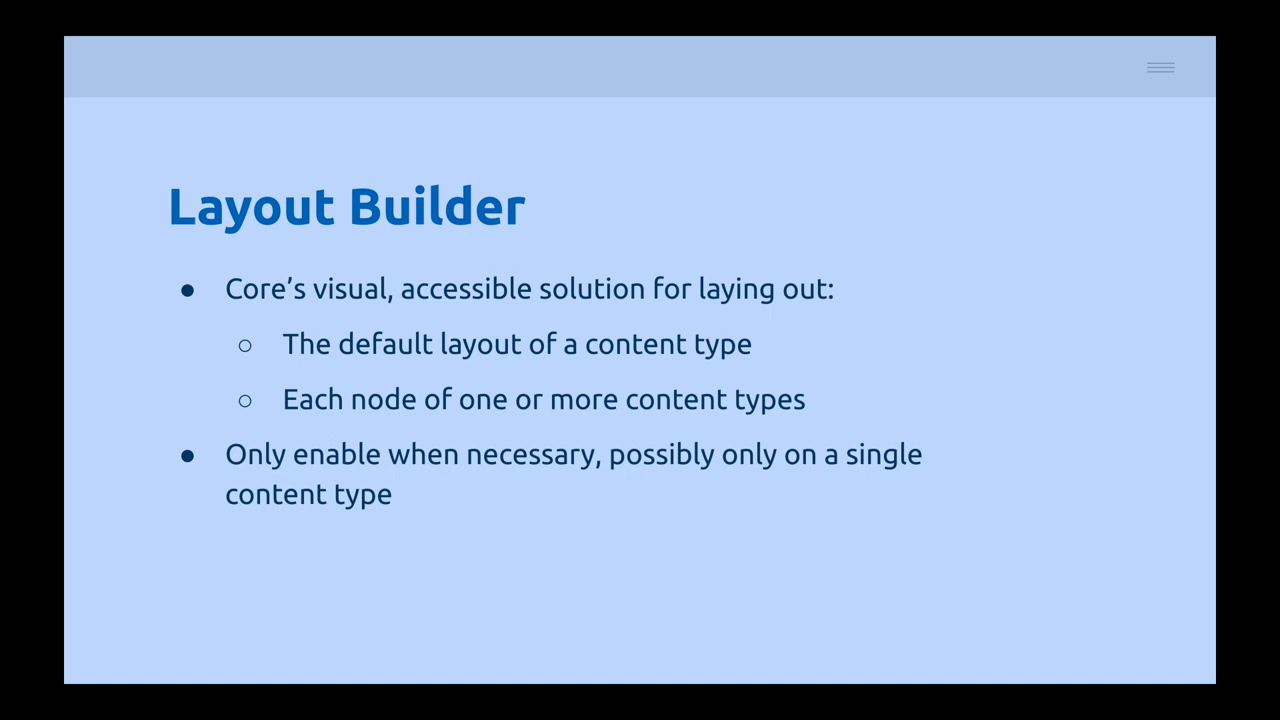 Layout Builder
● Core’s visual, accessible solution for laying out:
○ The default layout of a content type
○ Each node of one or more content types
● Only enable when necessary, possibly only on a single
content type